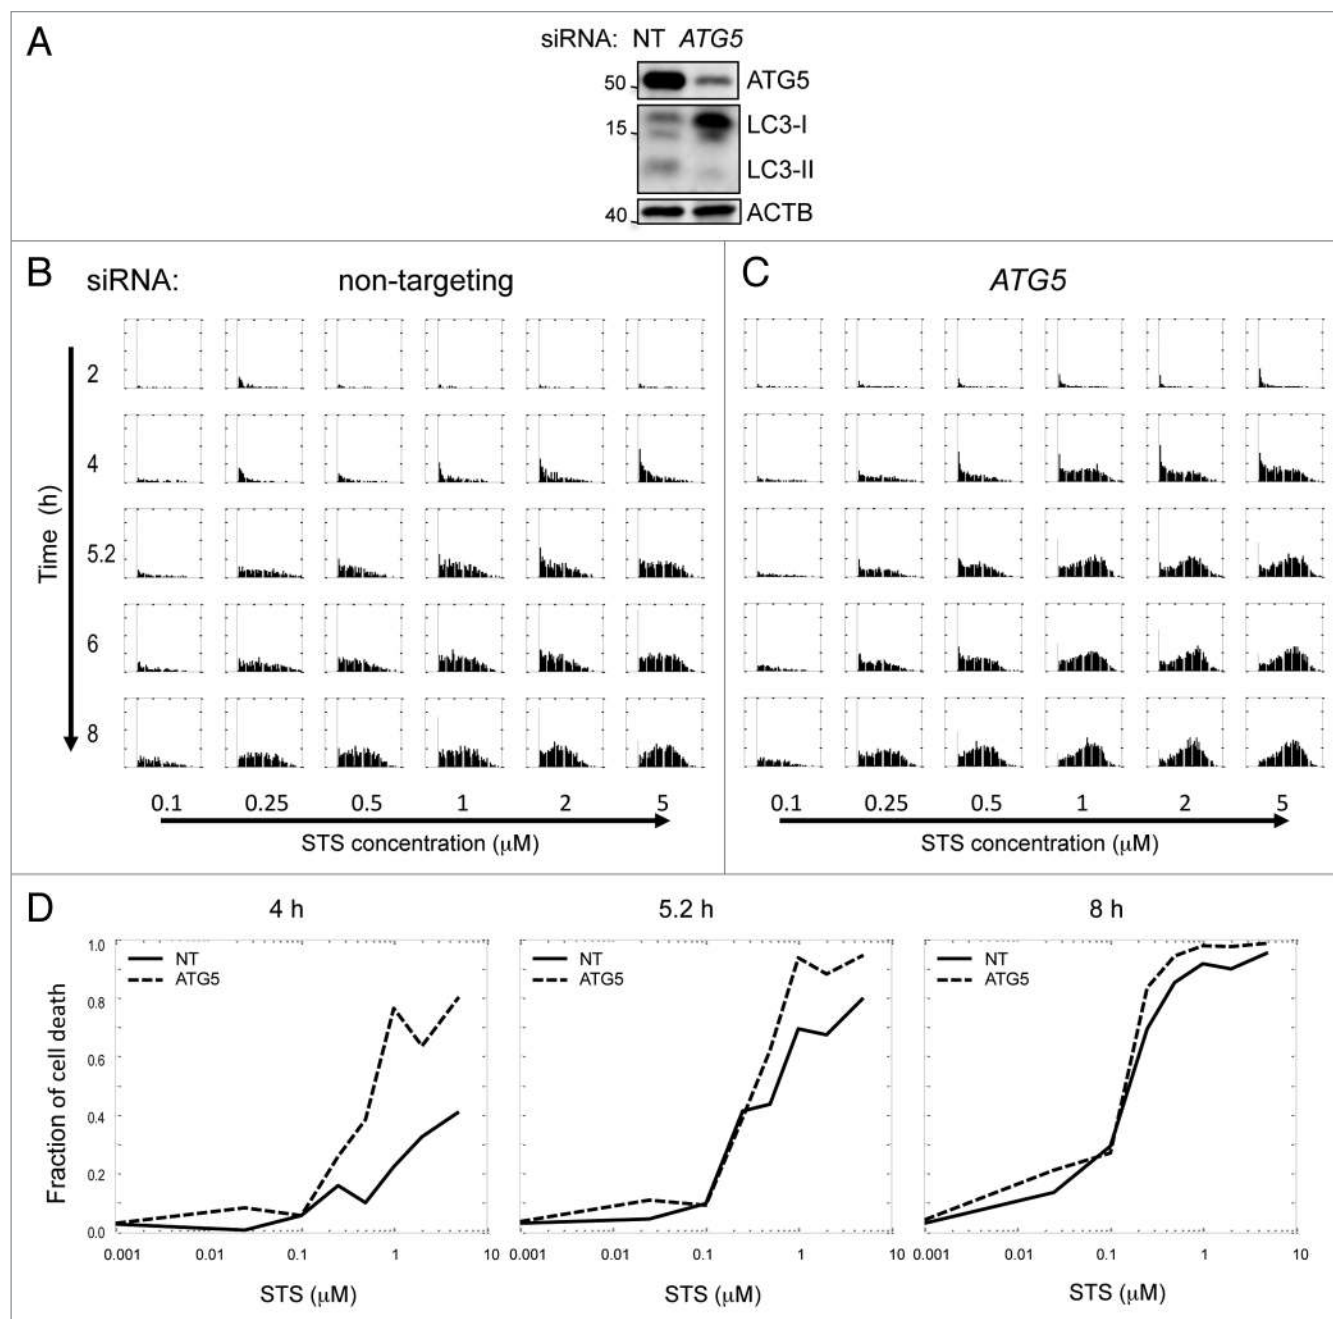 A
siRNA: NT ATG5
50 ATG5
15 LC3-I
LC3-II
40 ACTB
B siRNA: non-targeting
C ATG5
Time (h)
2
4
5.2
6
8
0.1 0.25 0.5 1 2 5
STS concentration (μM)
0.1 0.25 0.5 1 2 5
STS concentration (μM)
D 4 h 5.2 h 8 h
Fraction of cell death
1.0
0.8
0.6
0.4
0.2
0.0
NT
ATG5
NT
ATG5
NT
ATG5
0.001 0.01 0.1 1 10
0.001 0.01 0.1 1 10
0.001 0.01 0.1 1 10
STS (μM) STS (μM) STS (μM)